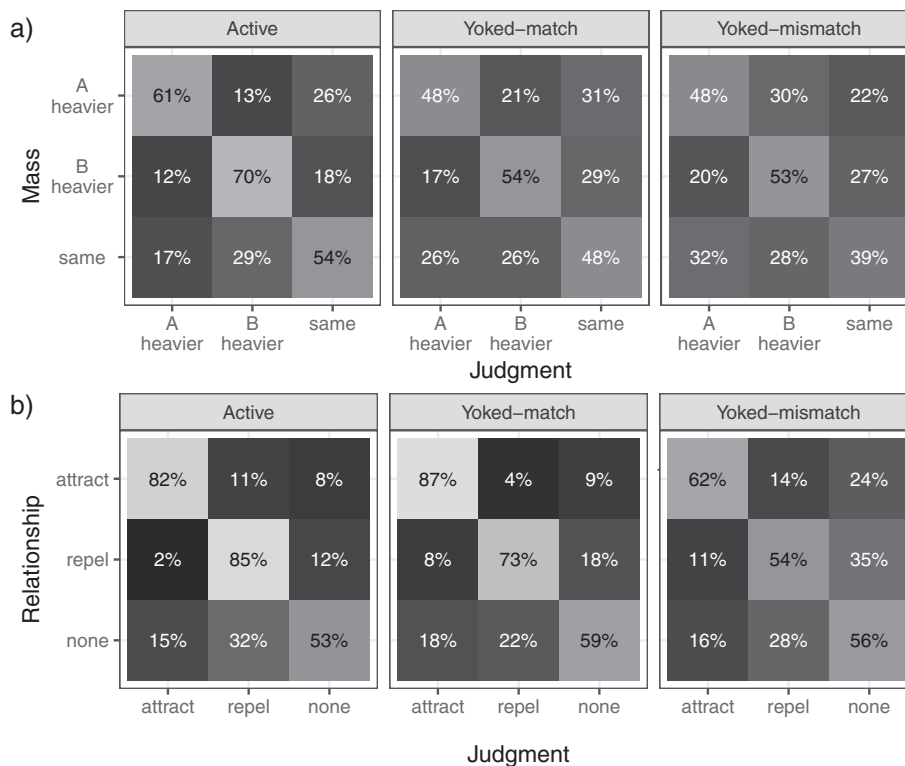 a)
Active Yoked−match Yoked−mismatch
A
heavier
61% 13% 26% 48% 21% 31% 48% 30% 22%
Mass
B
heavier
12% 70% 18% 17% 54% 29% 20% 53% 27%
same
17% 29% 54% 26% 26% 48% 32% 28% 39%
A B same A B same A B same
heavier heavier heavier heavier heavier heavier
Judgment
b)
Active Yoked−match Yoked−mismatch
attract 82% 11% 8% 87% 4% 9% 62% 14% 24%
Relationship
repel 2% 85% 12% 8% 73% 18% 11% 54% 35%
none 15% 32% 53% 18% 22% 59% 16% 28% 56%
attract repel none attract repel none attract repel none
Judgment